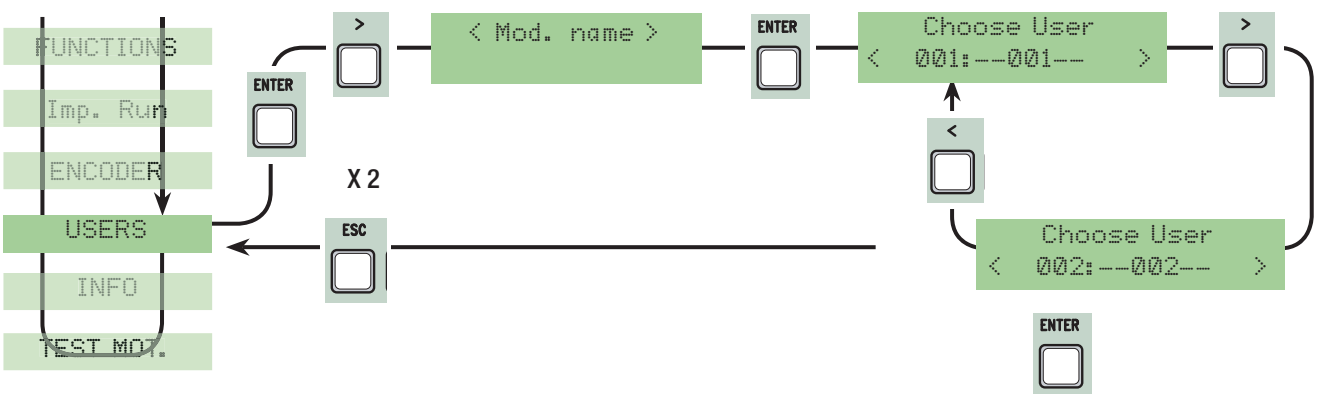 FUNCTIONS
Imp. Run
ENCODER
USERS
INFO
TEST MOT.
ENTER
>
< Mod. name >
ENTER
Choose User
< 001:--001-- >
>
<
Choose User
< 002:--002-- >
ENTER
X 2
ESC